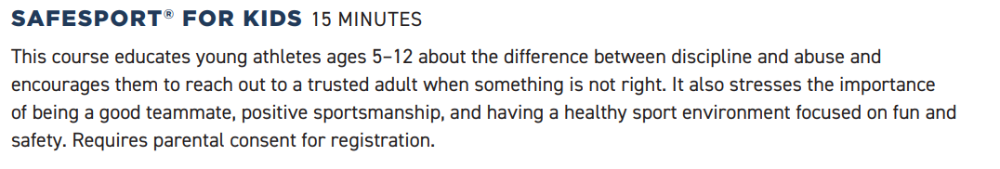 SAFESPORT® FOR KIDS 15 MINUTES
This course educates young athletes ages 5–12 about the difference between discipline and abuse and
encourages them to reach out to a trusted adult when something is not right. It also stresses the importance
of being a good teammate, positive sportsmanship, and having a healthy sport environment focused on fun and
safety. Requires parental consent for registration.